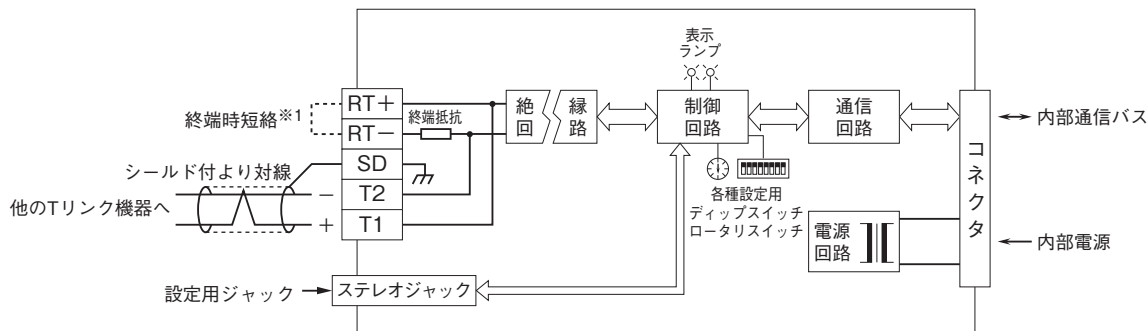 表示
ランプ
RT＋
RT－
SD
T2
T1
終端時短絡※1
終端抵抗
絶縁
回路
制御
回路
通信
回路
コネクタ
内部通信バス
シールド付より対線
他のTリンク機器へ
－
＋
各種設定用
ディップスイッチ
ロータリスイッチ
電源
回路
内部電源
設定用ジャック
ステレオジャック